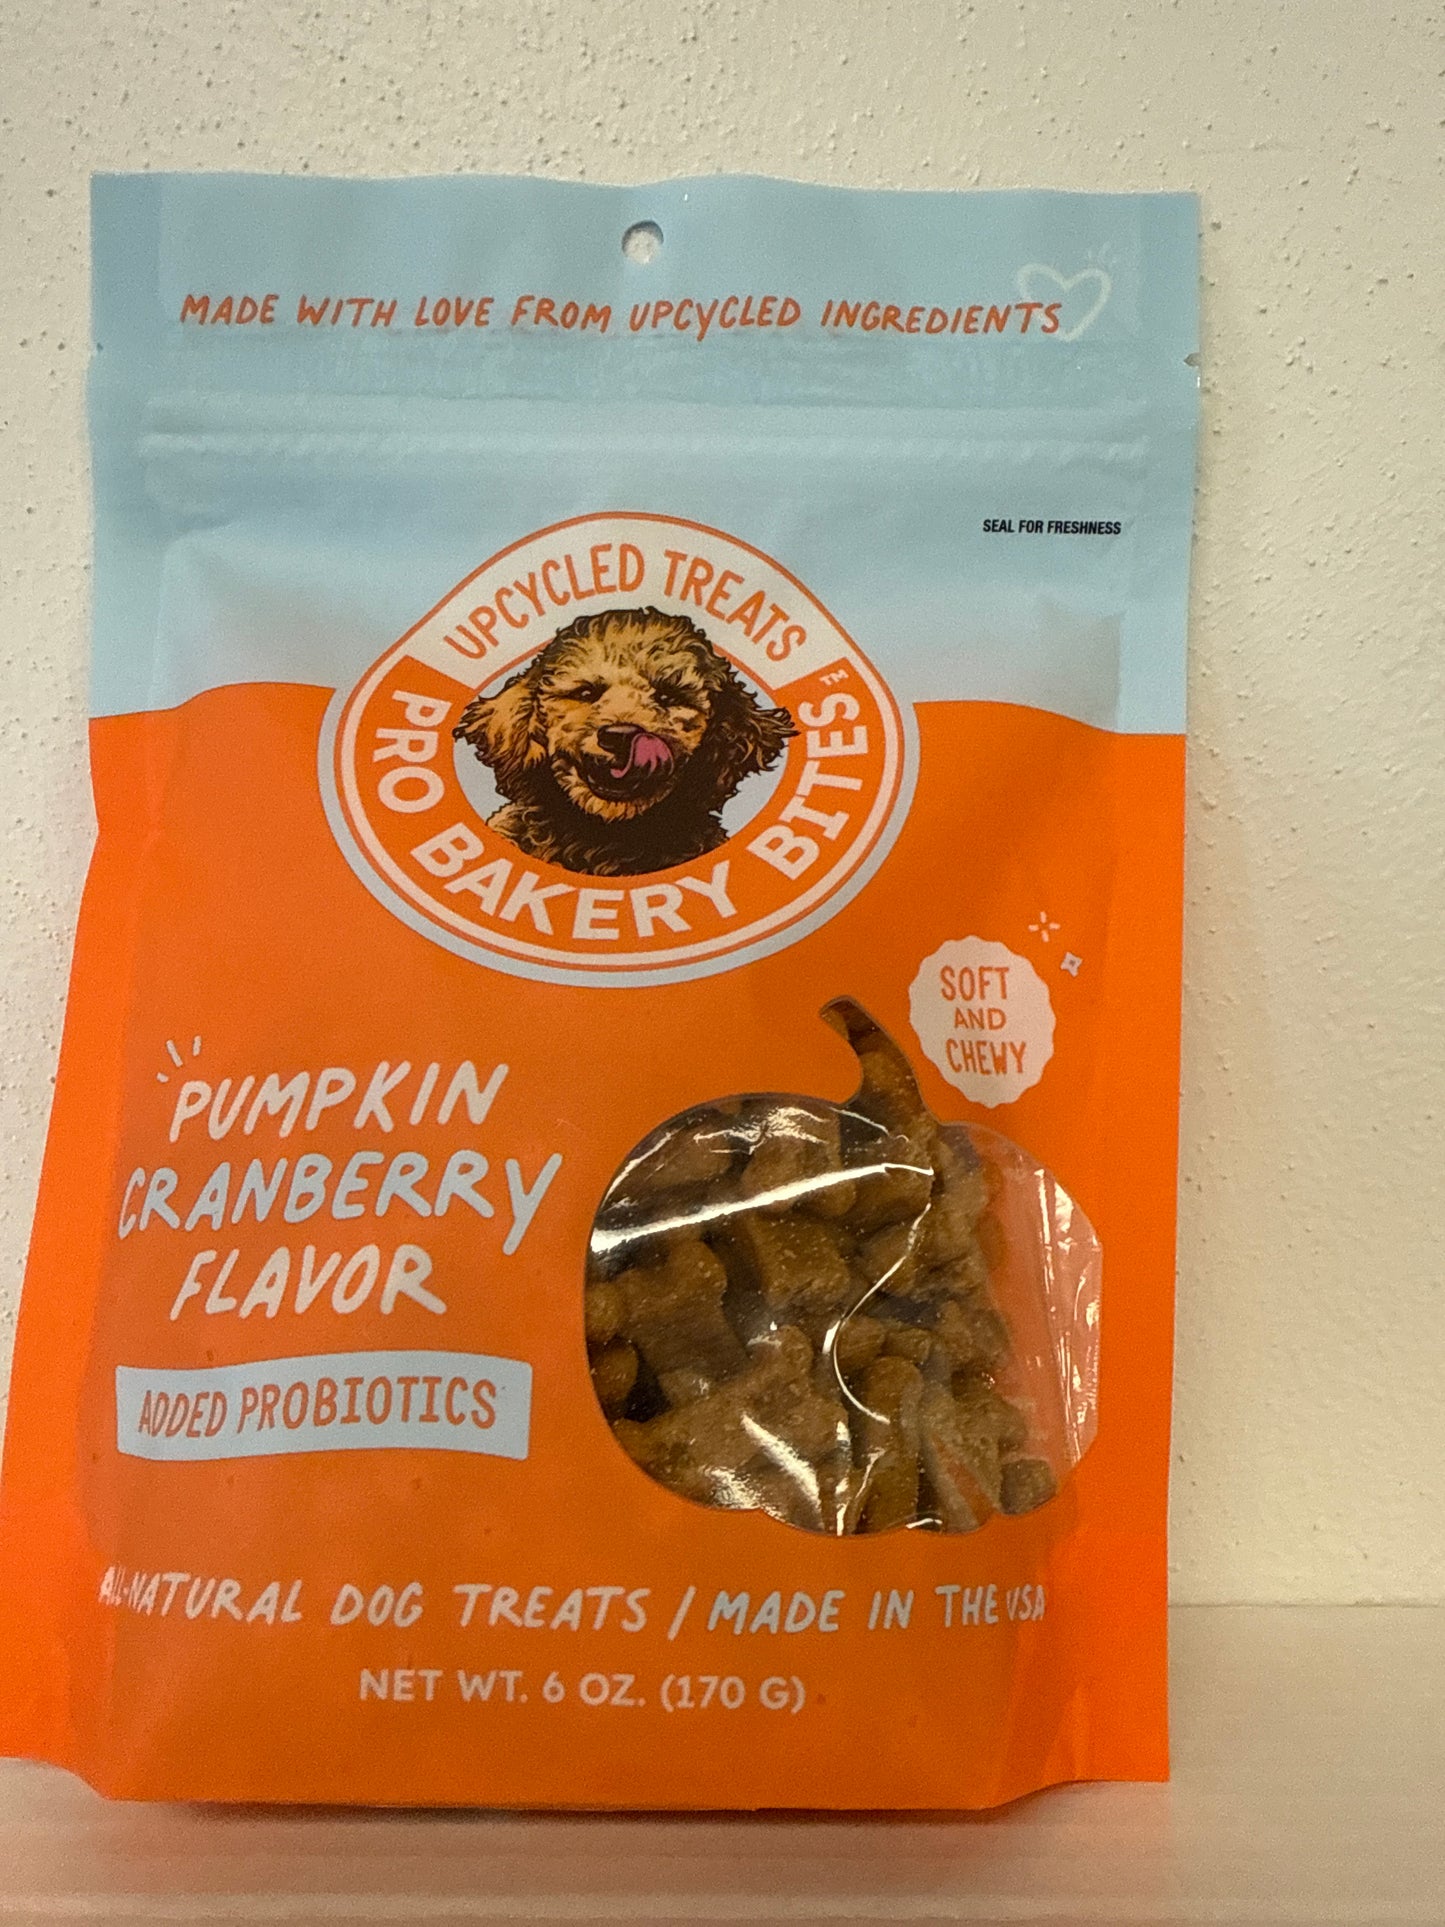 MADE WITH LOVE FROM UPCYCLED INGREDIENTS
SEAL FOR FRESHNESS
UPCYCLED TREATS
PRO BAKERY BITES™
SOFT
AND
CHEWY
PUMPKIN
CRANBERRY
FLAVOR
ADDED PROBIOTICS
ALL-NATURAL DOG TREATS / MADE IN THE USA
NET WT. 6 OZ. (170 G)